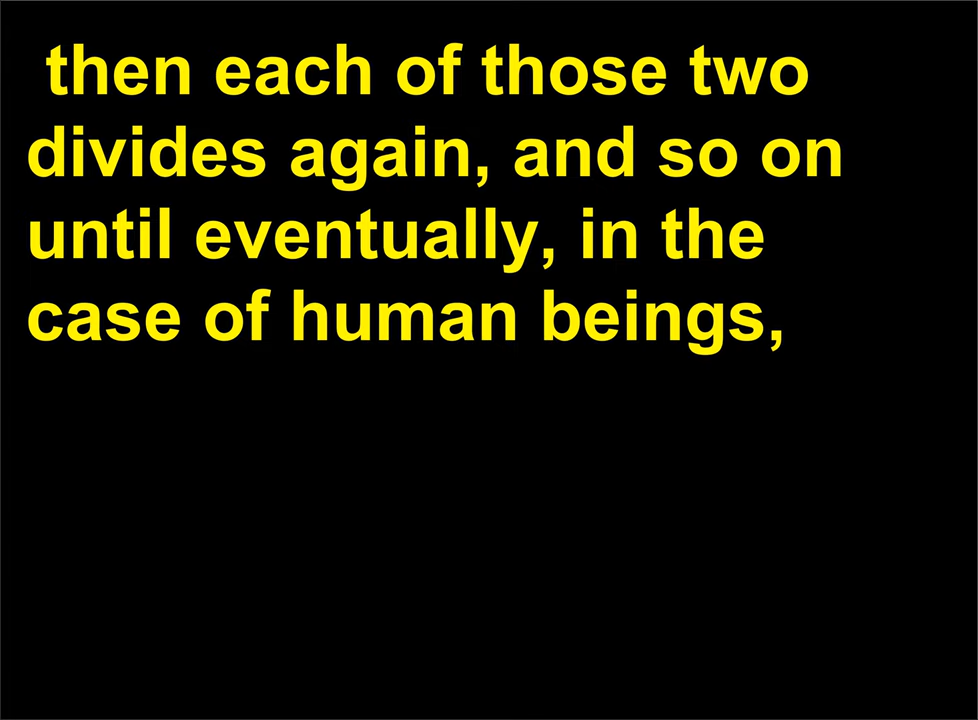 then each of those two
divides again, and so on
until eventually, in the
case of human beings,